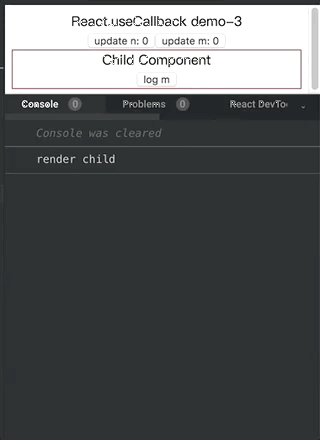 React.useCallback demo-3
update n: 0 update m: 0
Child Component
log m
Console 0 Problems 0 React DevToo
Console was cleared
render child